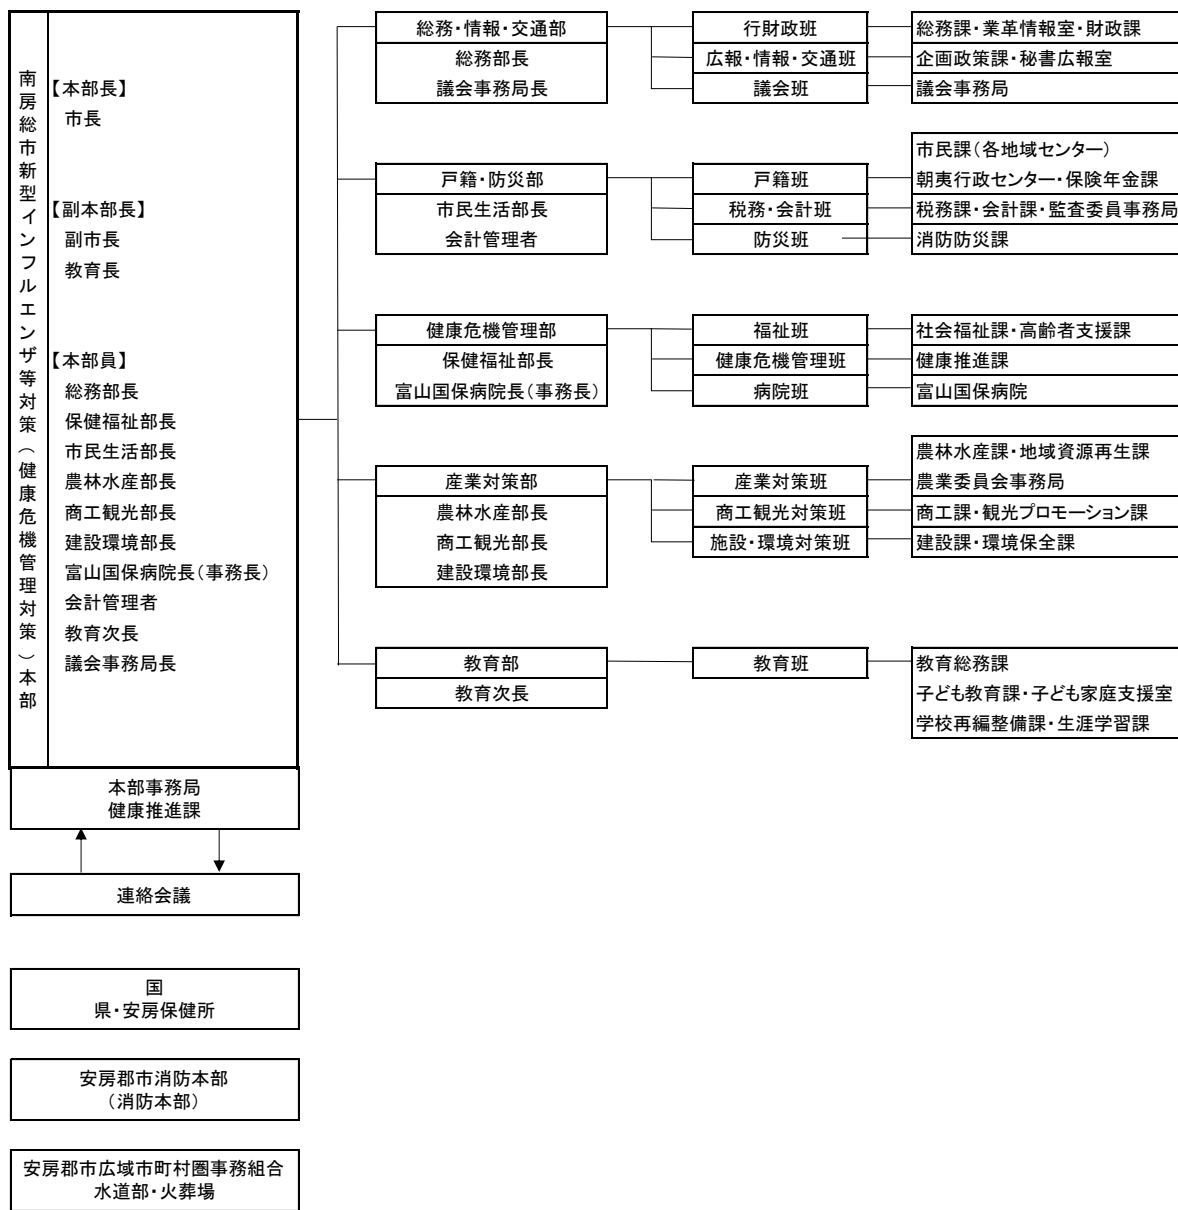 南房総市新型インフルエンザ等対策(健康危機管理対策)本部
【本部長】
市長
【副本部長】
副市長
教育長
【本部員】
総務部長
保健福祉部長
市民生活部長
農林水産部長
商工観光部長
建設環境部長
富山国保病院長(事務長)
会計管理者
教育次長
議会事務局長
本部事務局
健康推進課
連絡会議
国
県・安房保健所
安房郡市消防本部
(消防本部)
安房郡市広域市町村圏事務組合
水道部・火葬場
総務・情報・交通部
総務部長
議会事務局長
行財政班
総務課・業革情報室・財政課
広報・情報・交通班
企画政策課・秘書広報室
議会班
議会事務局
戸籍・防災部
市民生活部長
会計管理者
戸籍班
市民課(各地域センター)
朝夷行政センター・保険年金課
税務・会計班
税務課・会計課・監査委員事務局
防災班
消防防災課
健康危機管理部
保健福祉部長
富山国保病院長(事務長)
福祉班
社会福祉課・高齢者支援課
健康危機管理班
健康推進課
病院班
富山国保病院
産業対策部
農林水産部長
商工観光部長
建設環境部長
産業対策班
農林水産課・地域資源再生課
農業委員会事務局
商工観光対策班
商工課・観光プロモーション課
施設・環境対策班
建設課・環境保全課
教育部
教育次長
教育班
教育総務課
子ども教育課・子ども家庭支援室
学校再編整備課・生涯学習課